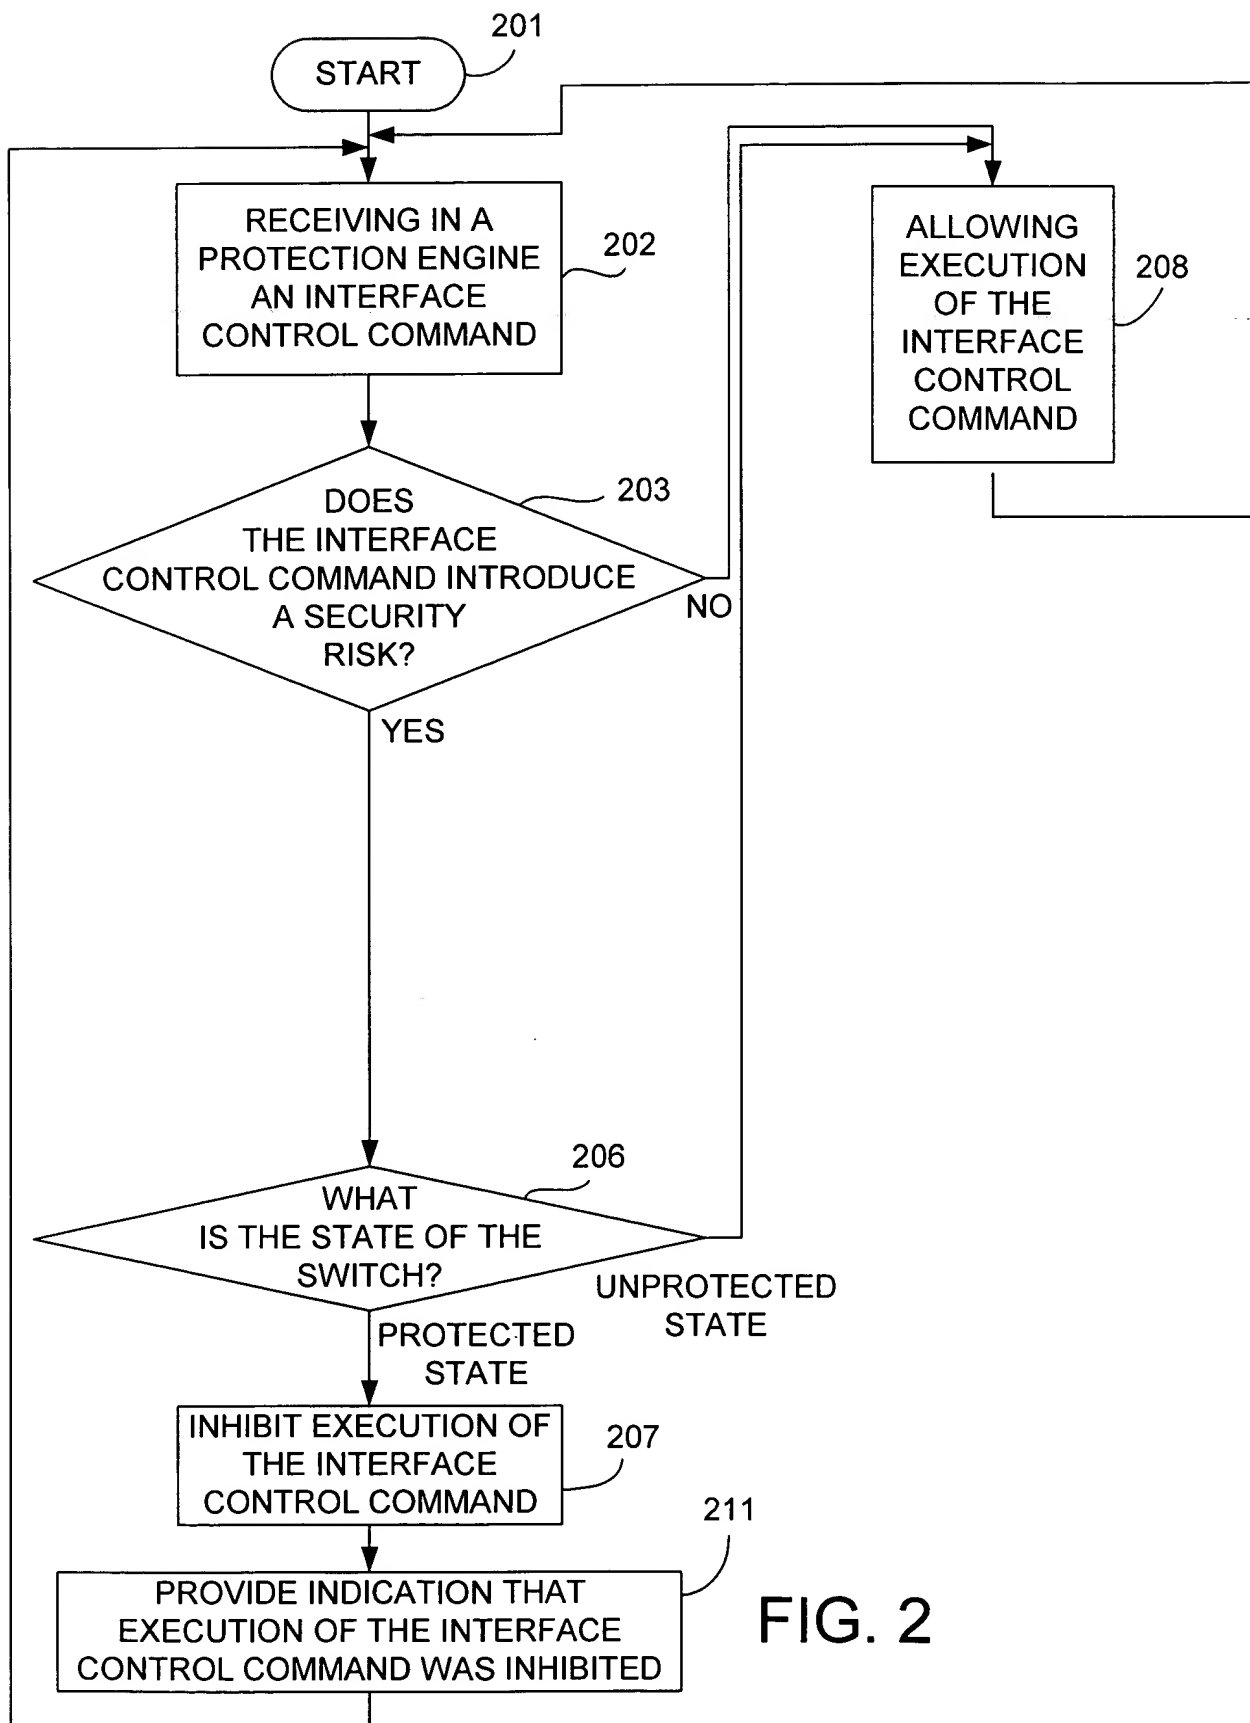 201
START
RECEIVING IN A
PROTECTION ENGINE
AN INTERFACE
CONTROL COMMAND
202
ALLOWING
EXECUTION
OF THE
INTERFACE
CONTROL
COMMAND
208
DOES
THE INTERFACE
CONTROL COMMAND INTRODUCE
A SECURITY
RISK?
203
NO
YES
WHAT
IS THE STATE OF THE
SWITCH?
206
UNPROTECTED
STATE
PROTECTED
STATE
INHIBIT EXECUTION OF
THE INTERFACE
CONTROL COMMAND
207
PROVIDE INDICATION THAT
EXECUTION OF THE INTERFACE
CONTROL COMMAND WAS INHIBITED
211
FIG. 2